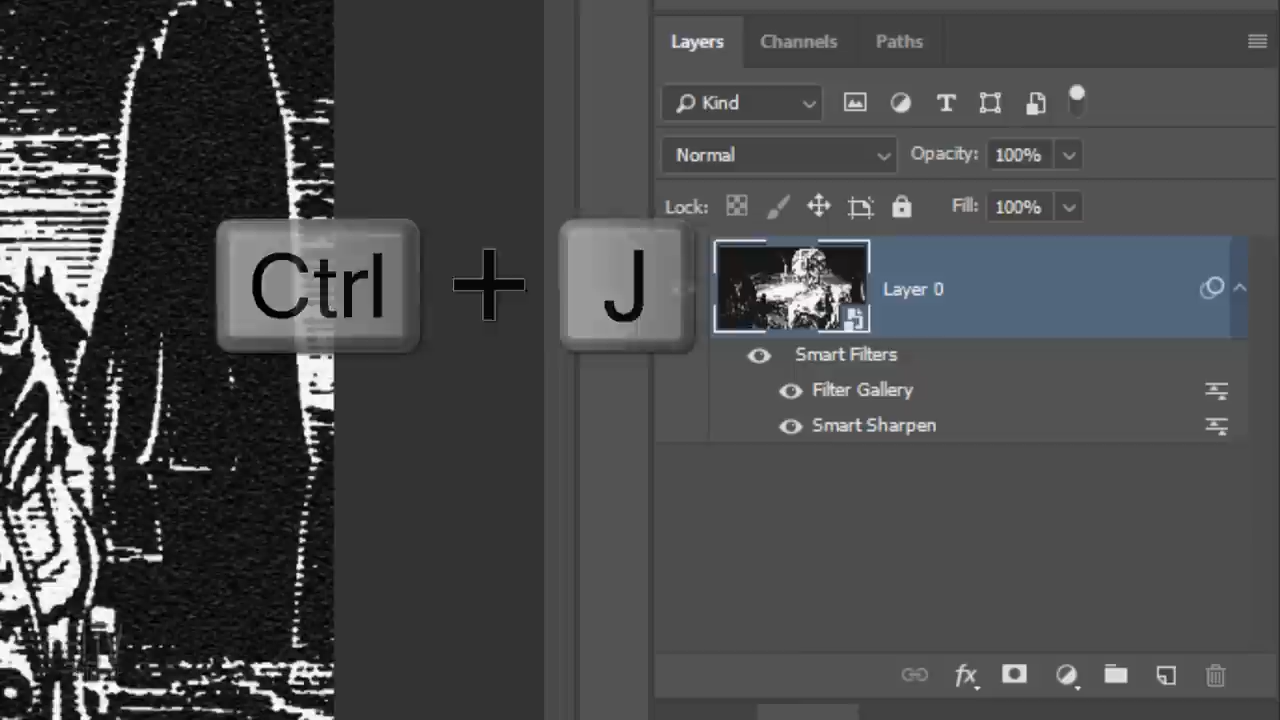 Layers Channels Paths
Kind
Normal Opacity: 100%
Lock: Fill: 100%
Ctrl + J
Layer 0
Smart Filters
Filter Gallery
Smart Sharpen
fx